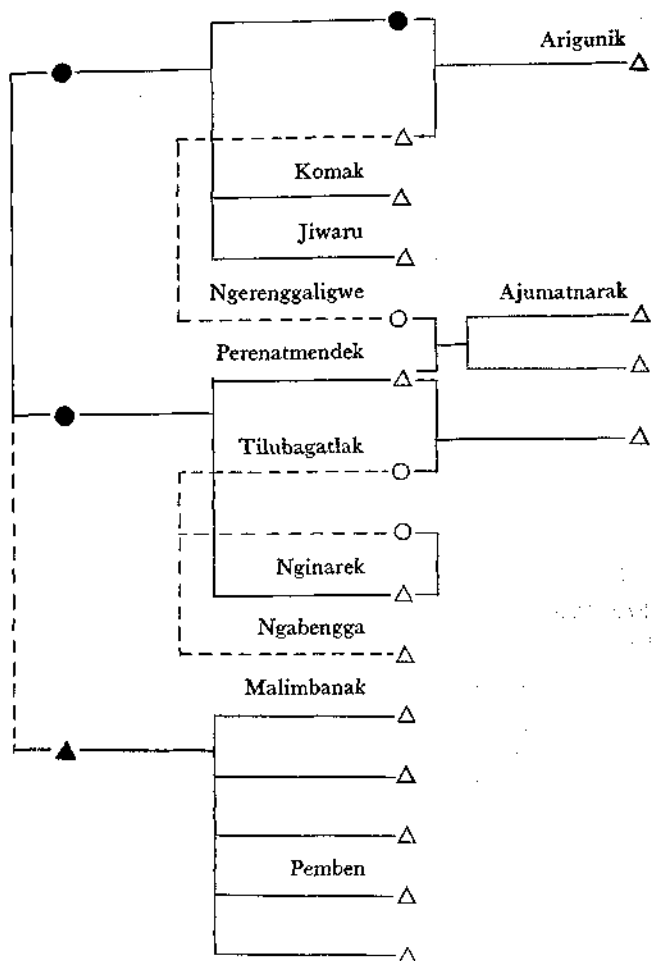 Arigunik
Komak
Jiwaru
Ngerenggaligwe
Ajumatnarak
Perenatmendek
Tilubagatlak
Nginarek
Ngabengga
Malimbanak
Pemben